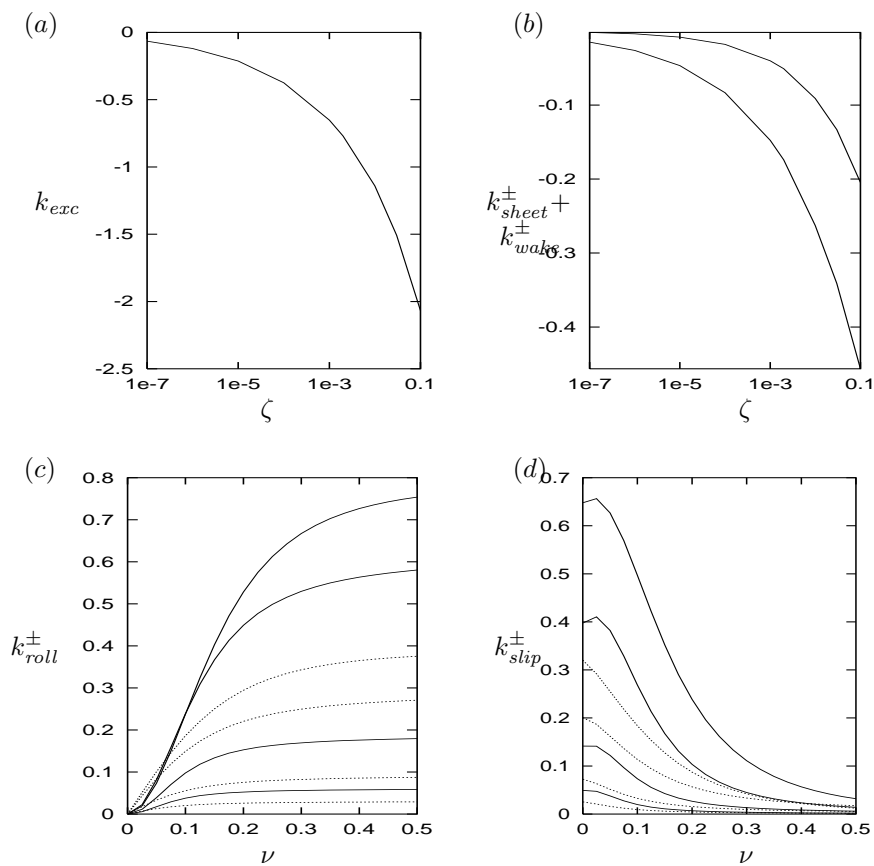 (a) (b)
0 -0.5 -1 -1.5 -2 -2.5
k_{exc}
1e-7 1e-5 1e-3 0.1
ζ
-0.1 -0.2 -0.3 -0.4
k^{±}_{sheet}+
k^{±}_{wake}
1e-7 1e-5 1e-3 0.1
ζ
(c) (d)
0.8 0.7 0.6 0.5 0.4 0.3 0.2 0.1 0
k^{±}_{roll}
0 0.1 0.2 0.3 0.4 0.5
ν
0.7 0.6 0.5 0.4 0.3 0.2 0.1 0
k^{±}_{slip}
0 0.1 0.2 0.3 0.4 0.5
ν